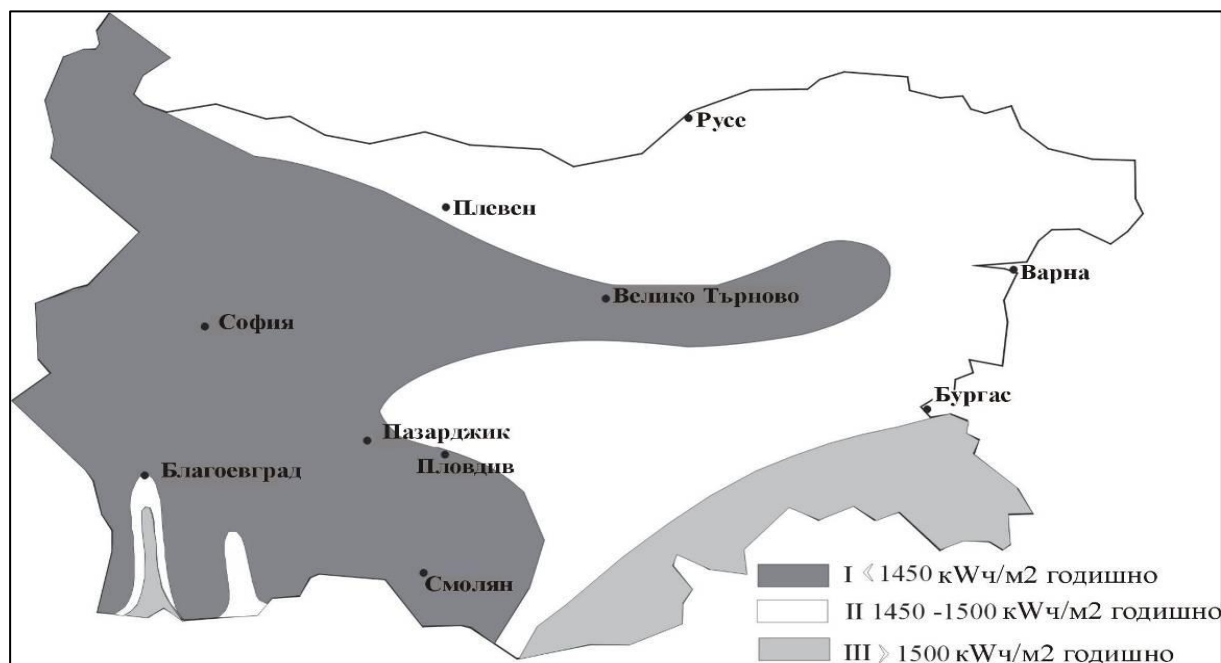 Русе
Плевен
Варна
Велико Търново
София
Бургас
Пазарджик
Пловдив
Благоевград
Смолян
I < 1450 кWч/м2 годишно
II 1450 -1500 кWч/м2 годишно
III > 1500 кWч/м2 годишно